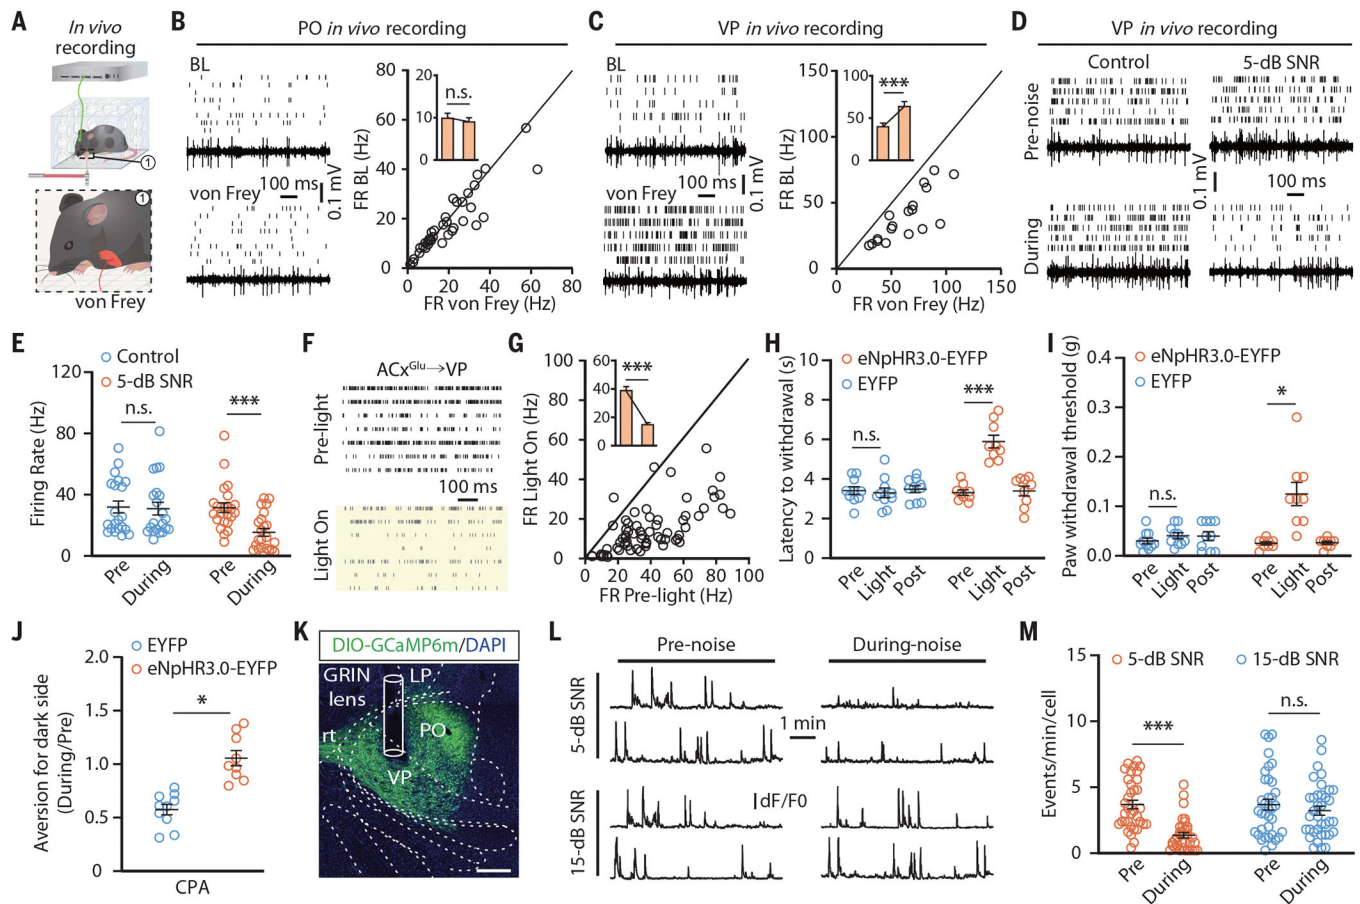 A
In vivo
recording
1
1
von Frey
B
PO in vivo recording
BL
von Frey
100 ms
0.1 mV
80
60
40
20
0
0
20
40
60
80
FR BL (Hz)
FR von Frey (Hz)
20
10
0
n.s.
C
VP in vivo recording
BL
von Frey
100 ms
0.1 mV
150
100
50
0
0
50
100
150
FR BL (Hz)
FR von Frey (Hz)
100
50
0
***
D
VP in vivo recording
Control
5-dB SNR
Pre-noise
During
0.1 mV
100 ms
E
Control
5-dB SNR
Firing Rate (Hz)
120
80
40
0
n.s.
***
Pre
During
Pre
During
F
ACxGlu→VP
Pre-light
100 ms
Light On
G
FR Light On (Hz)
100
80
60
40
20
0
0
20
40
60
80
100
FR Pre-light (Hz)
60
40
20
0
***
H
eNpHR3.0-EYFP
EYFP
Latency to withdrawal (s)
10
8
6
4
2
0
n.s.
***
Pre
Light
Post
Pre
Light
Post
I
eNpHR3.0-EYFP
EYFP
Paw withdrawal threshold (g)
0.4
0.3
0.2
0.1
0.0
n.s.
*
Pre
Light
Post
Pre
Light
Post
J
EYFP
eNpHR3.0-EYFP
Aversion for dark side
(During/Pre)
2.0
1.5
1.0
0.5
0
*
CPA
K
DIO-GCaMP6m/DAPI
GRIN
lens
LP
PO
rt
VP
L
Pre-noise
During-noise
5-dB SNR
1 min
15-dB SNR
dF/F0
M
5-dB SNR
15-dB SNR
Events/min/cell
15
10
5
0
***
n.s.
Pre
During
Pre
During